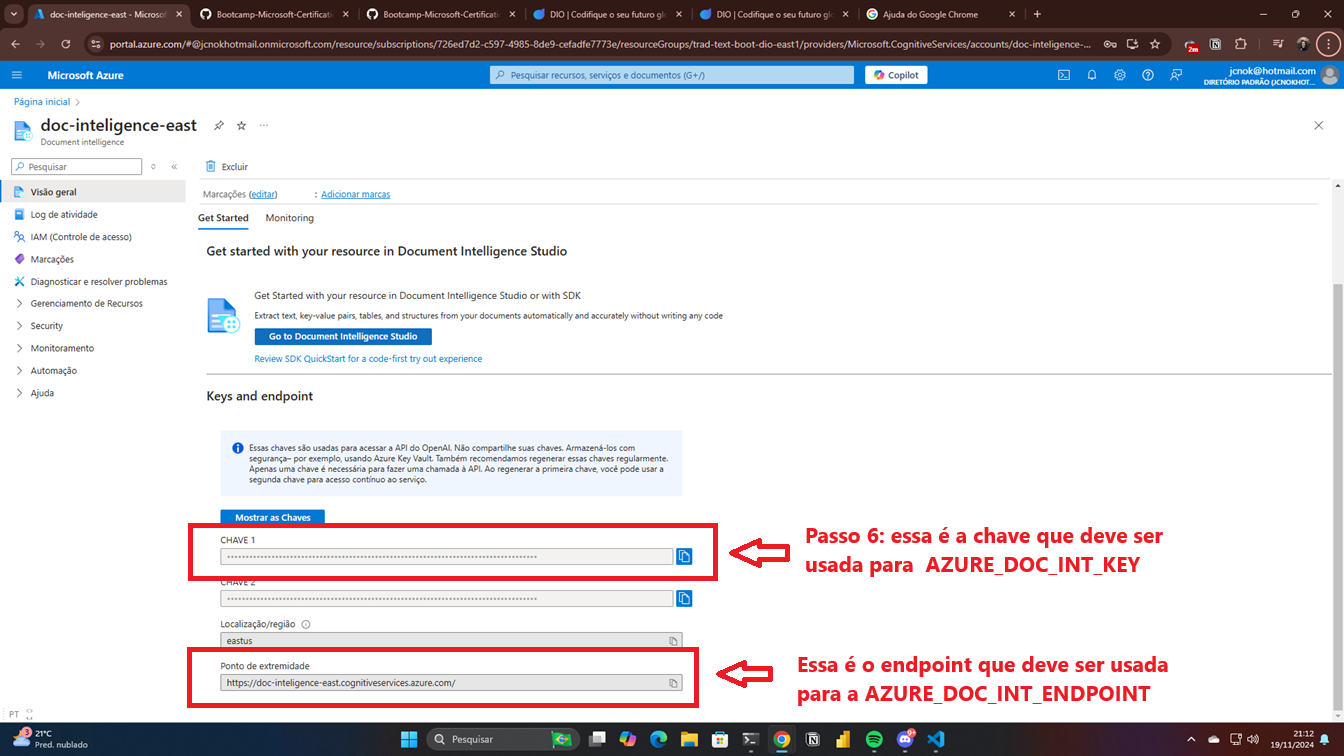 doc-inteligence-east - Microsof
Bootcamp-Microsoft-Certificatio
Bootcamp-Microsoft-Certificatio
DIO | Codifique o seu futuro glo
DIO | Codifique o seu futuro glo
Ajuda do Google Chrome
portal.azure.com/#@jcnokhotmail.onmicrosoft.com/resource/subscriptions/726ed7d2-c597-4985-8de9-cefadfe7773e/resourceGroups/trad-text-boot-dio-east1/providers/Microsoft.CognitiveServices/accounts/doc-inteligence-...
2m
Microsoft Azure
Pesquisar recursos, serviços e documentos (G+/)
Copilot
jcnok@hotmail.com
DIRETÓRIO PADRÃO (JCNOKHOT...
Página inicial >
doc-inteligence-east
Document intelligence
Pesquisar
Excluir
Visão geral
Log de atividade
IAM (Controle de acesso)
Marcações
Diagnosticar e resolver problemas
Gerenciamento de Recursos
Security
Monitoramento
Automação
Ajuda
Marcações (editar) : Adicionar marcas
Get Started Monitoring
Get started with your resource in Document Intelligence Studio
Get Started with your resource in Document Intelligence Studio or with SDK
Extract text, key-value pairs, tables, and structures from your documents automatically and accurately without writing any code
Go to Document Intelligence Studio
Review SDK QuickStart for a code-first try out experience
Keys and endpoint
Essas chaves são usadas para acessar a API do OpenAI. Não compartilhe suas chaves. Armazená-los com
segurança– por exemplo, usando Azure Key Vault. Também recomendamos regenerar essas chaves regularmente.
Apenas uma chave é necessária para fazer uma chamada à API. Ao regenerar a primeira chave, você pode usar a
segunda chave para acesso contínuo ao serviço.
Mostrar as Chaves
CHAVE 1
Passo 6: essa é a chave que deve ser
usada para AZURE_DOC_INT_KEY
CHAVE 2
Localização/região
eastus
Ponto de extremidade
https://doc-inteligence-east.cognitiveservices.azure.com/
Essa é o endpoint que deve ser usada
para a AZURE_DOC_INT_ENDPOINT
PT
3
21°C
Pred. nublado
Pesquisar
21:12
19/11/2024